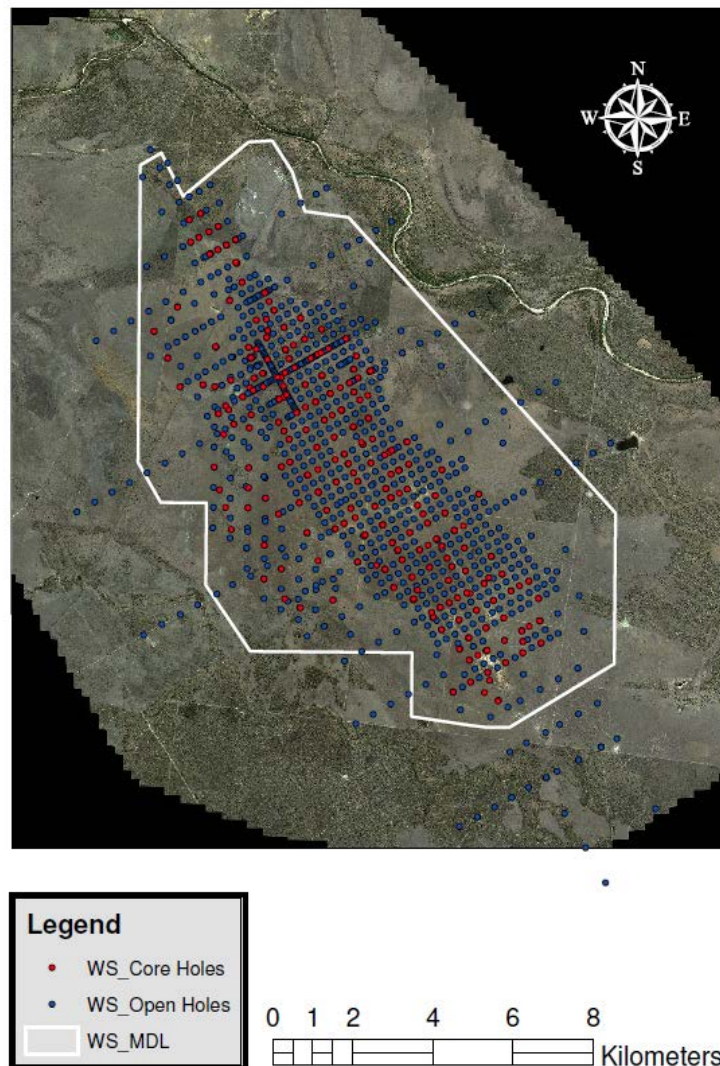 N
W E
S
Legend
WS_Core Holes
WS_Open Holes
WS_MDL
0 1 2 4 6 8
Kilometers